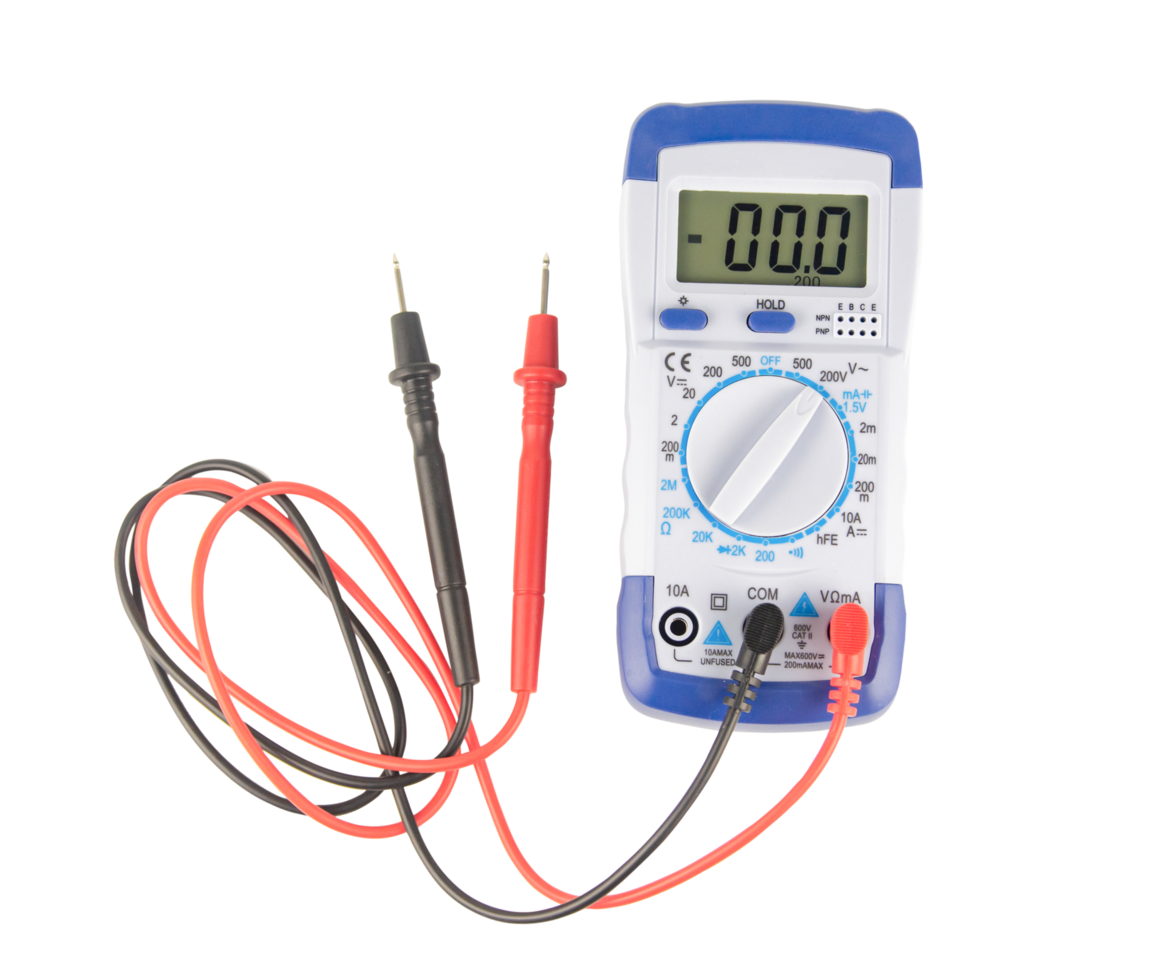 - 00.0
200
HOLD
E B C E
NPN
PNP
CE
OFF
500
500
200
200V
V~
V⎓
20
mA
1.5V
2
2m
200
m
20m
2M
200
m
200K
Ω
10A
A⎓
20K
hFE
2K
200
10A
COM
VΩmA
600V
CAT II
10AMAX
UNFUSED
MAX600V⎓
200mAMAX